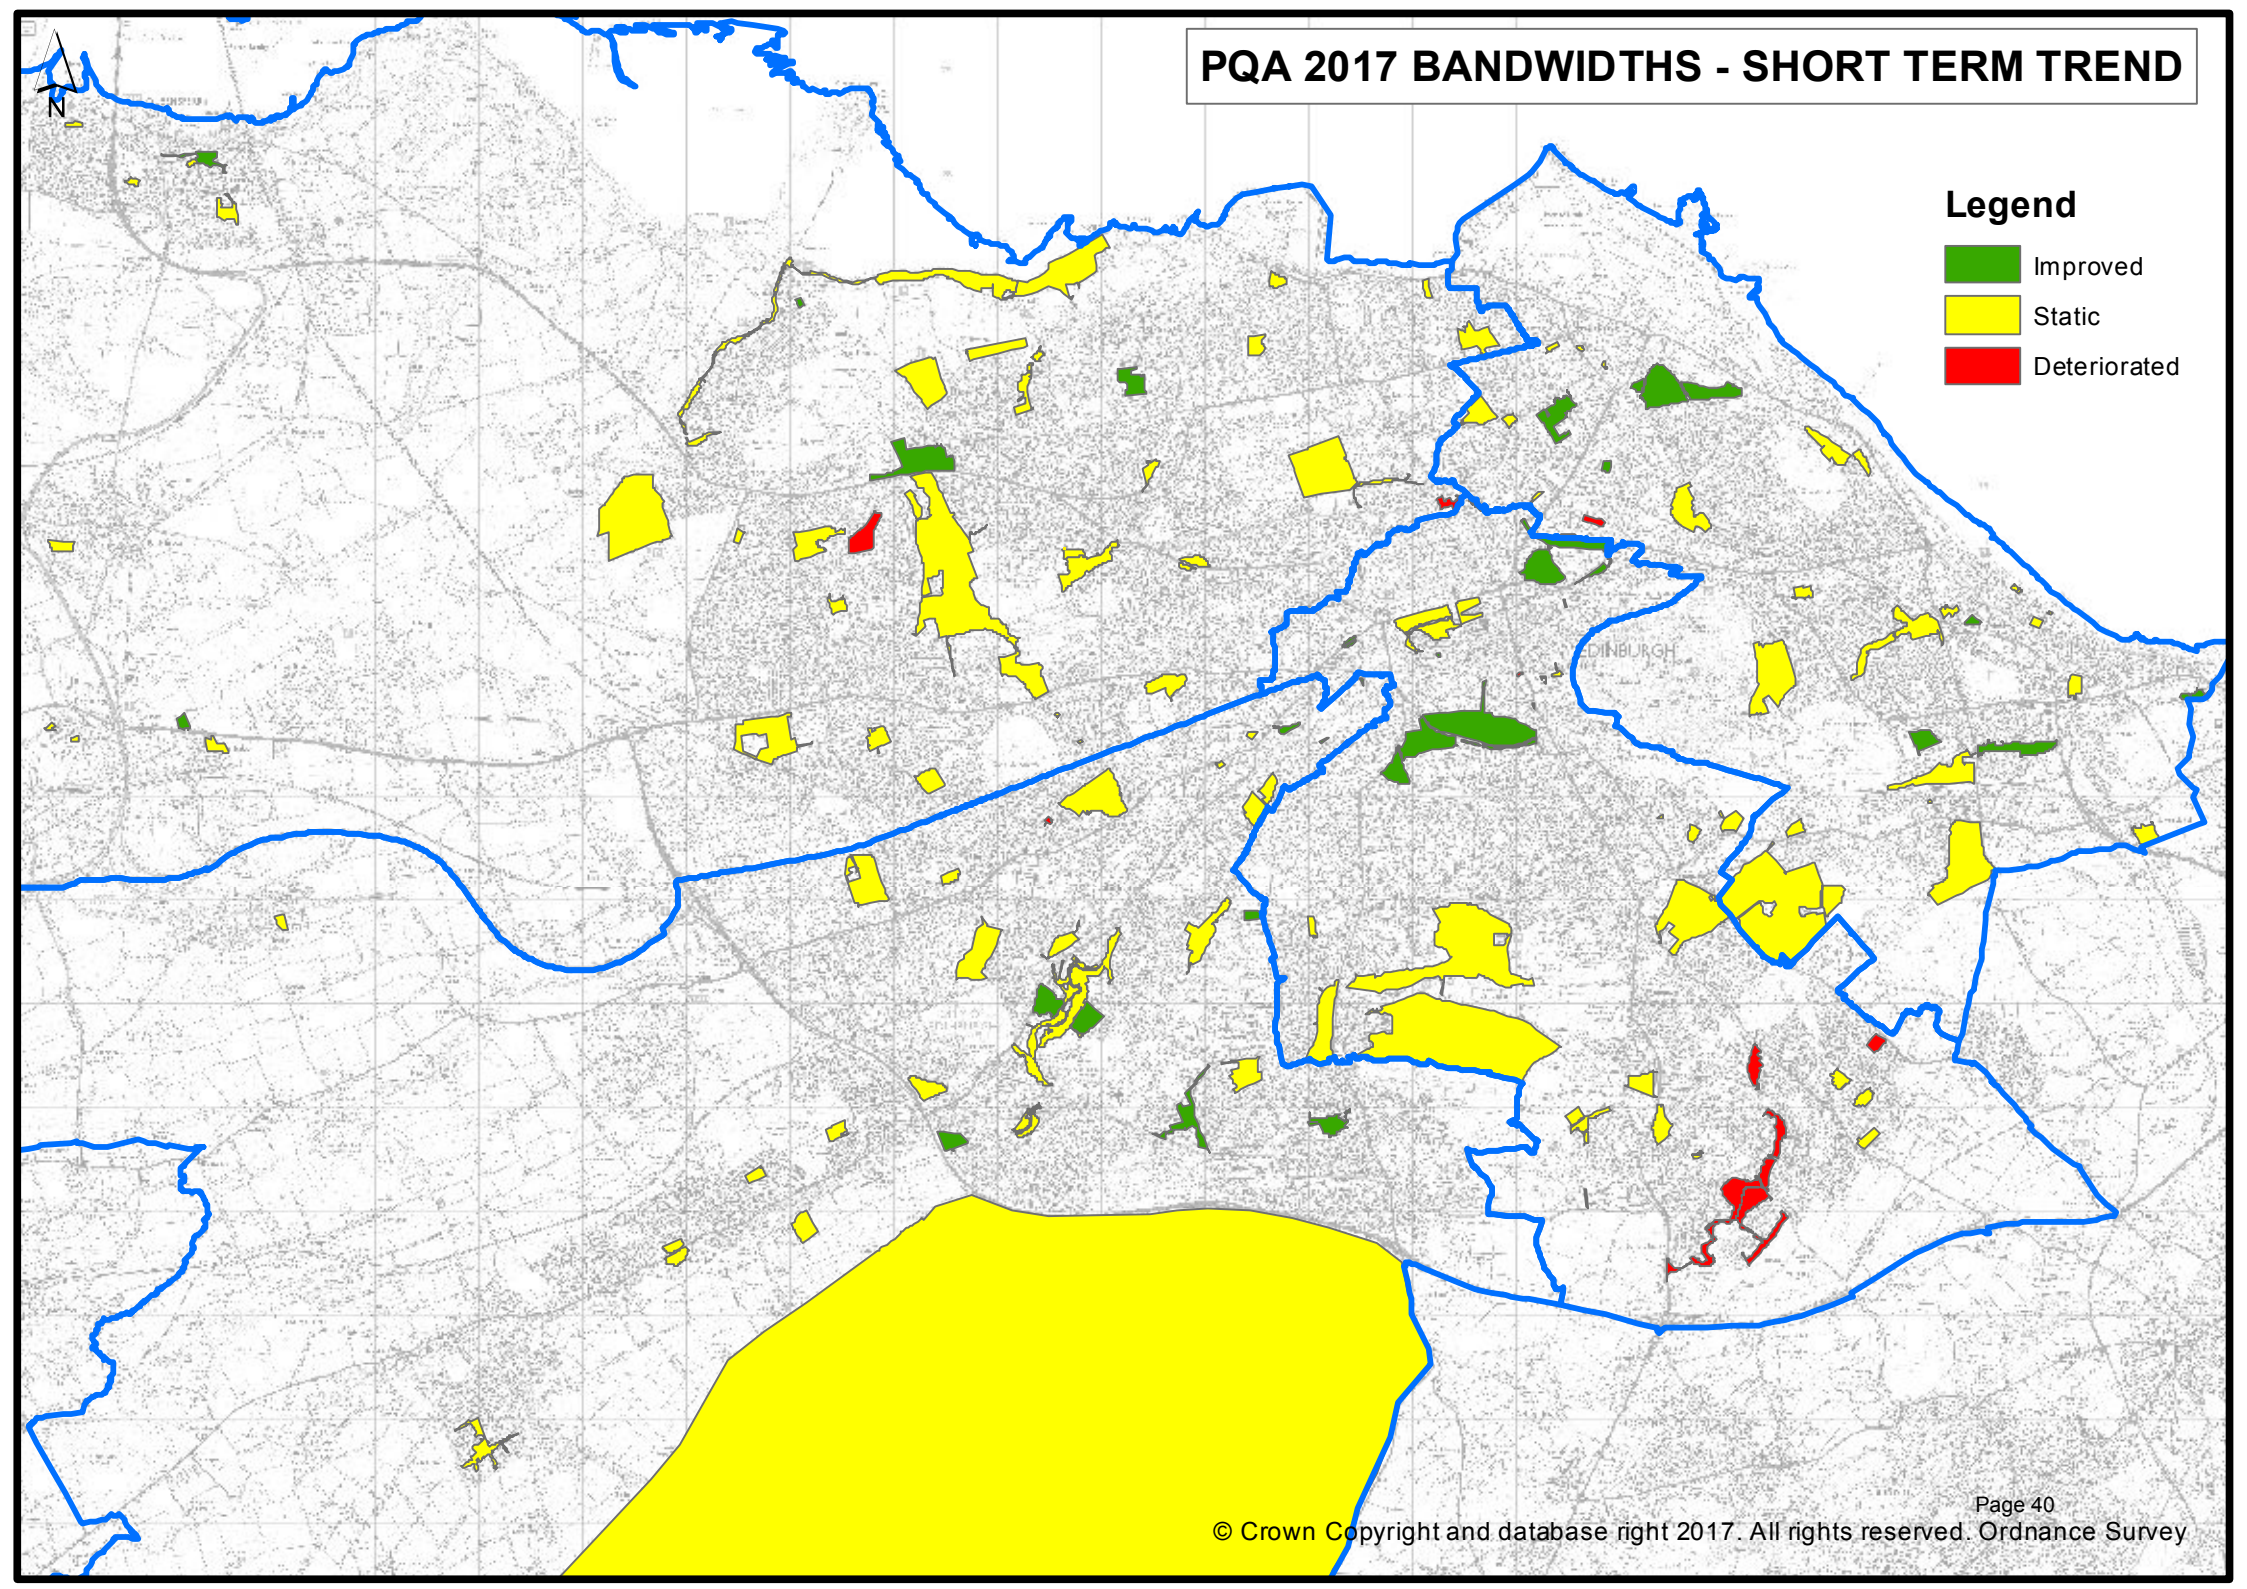 PQA 2017 BANDWIDTHS - SHORT TERM TREND
N
Legend
Improved
Static
Deteriorated
EDINBURGH
Page 40
© Crown Copyright and database right 2017. All rights reserved. Ordnance Survey